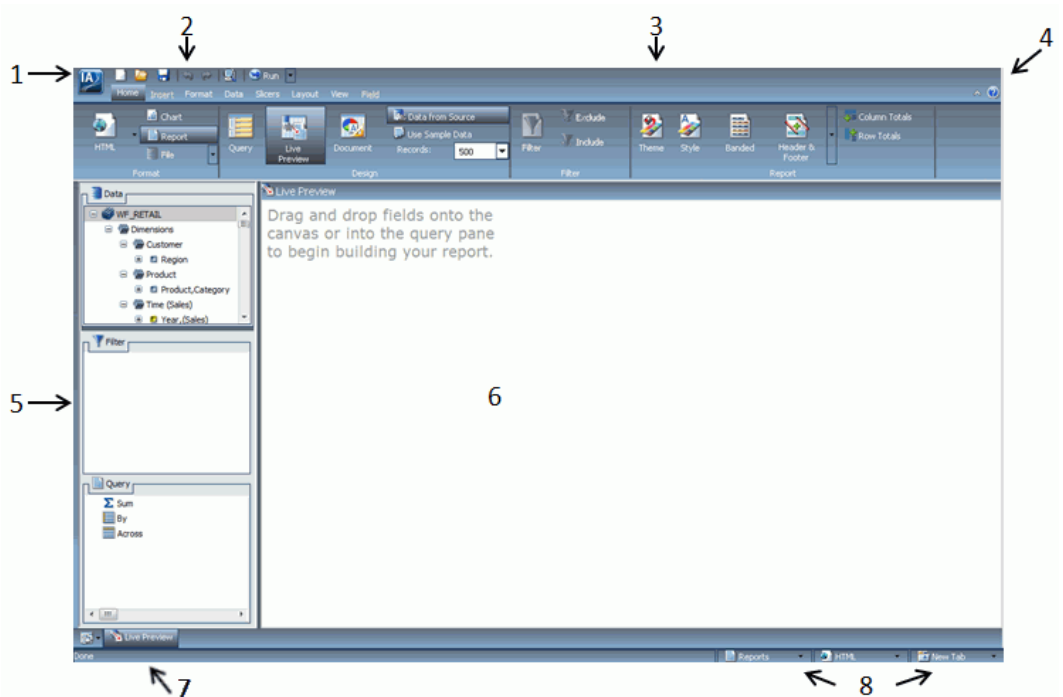 2
3
4
1
IA
Run
Home Insert Format Data Slicers Layout View Field
Chart
Data from Source
Exclude
Column Totals
Report
Use Sample Data
Include
Row Totals
HTML
File
Query
Live Preview
Document
Records: 500
Filter
Theme
Style
Banded
Header & Footer
Format
Design
Filter
Report
Data
Live Preview
WF_RETAIL
Dimensions
Customer
Region
Product
Product,Category
Time (Sales)
Year,(Sales)
Drag and drop fields onto the
canvas or into the query pane
to begin building your report.
Filter
5
6
Query
Sum
By
Across
Live Preview
Done
Reports
HTML
New Tab
7
8